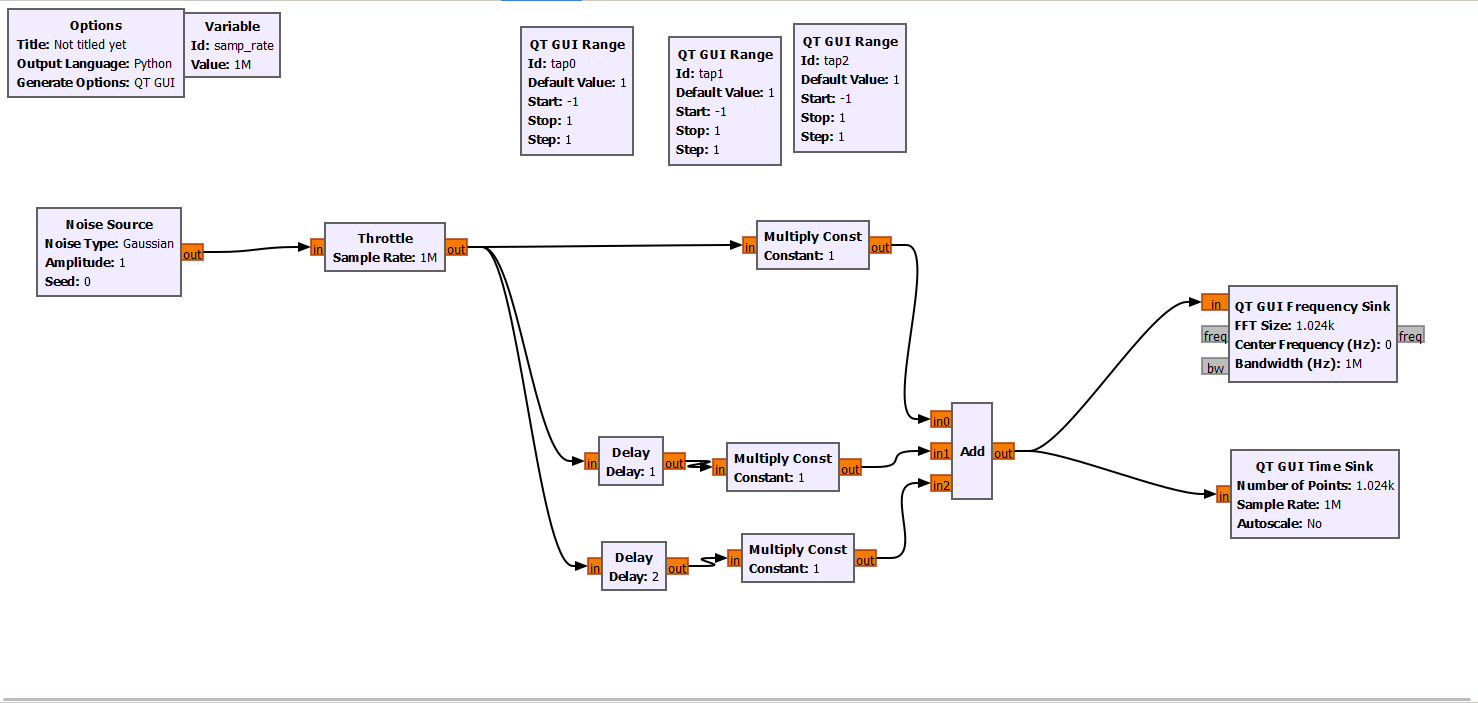 Options
Title: Not titled yet
Output Language: Python
Generate Options: QT GUI
Variable
Id: samp_rate
Value: 1M
QT GUI Range
Id: tap0
Default Value: 1
Start: -1
Stop: 1
Step: 1
QT GUI Range
Id: tap1
Default Value: 1
Start: -1
Stop: 1
Step: 1
QT GUI Range
Id: tap2
Default Value: 1
Start: -1
Stop: 1
Step: 1
Noise Source
Noise Type: Gaussian
Amplitude: 1
Seed: 0
out
in
Throttle
Sample Rate: 1M
out
in
Multiply Const
Constant: 1
out
in
Delay
Delay: 1
out
in
Multiply Const
Constant: 1
out
in
Delay
Delay: 2
out
in
Multiply Const
Constant: 1
out
in0
in1
in2
Add
out
in
freq
bw
QT GUI Frequency Sink
FFT Size: 1.024k
Center Frequency (Hz): 0
Bandwidth (Hz): 1M
freq
in
QT GUI Time Sink
Number of Points: 1.024k
Sample Rate: 1M
Autoscale: No